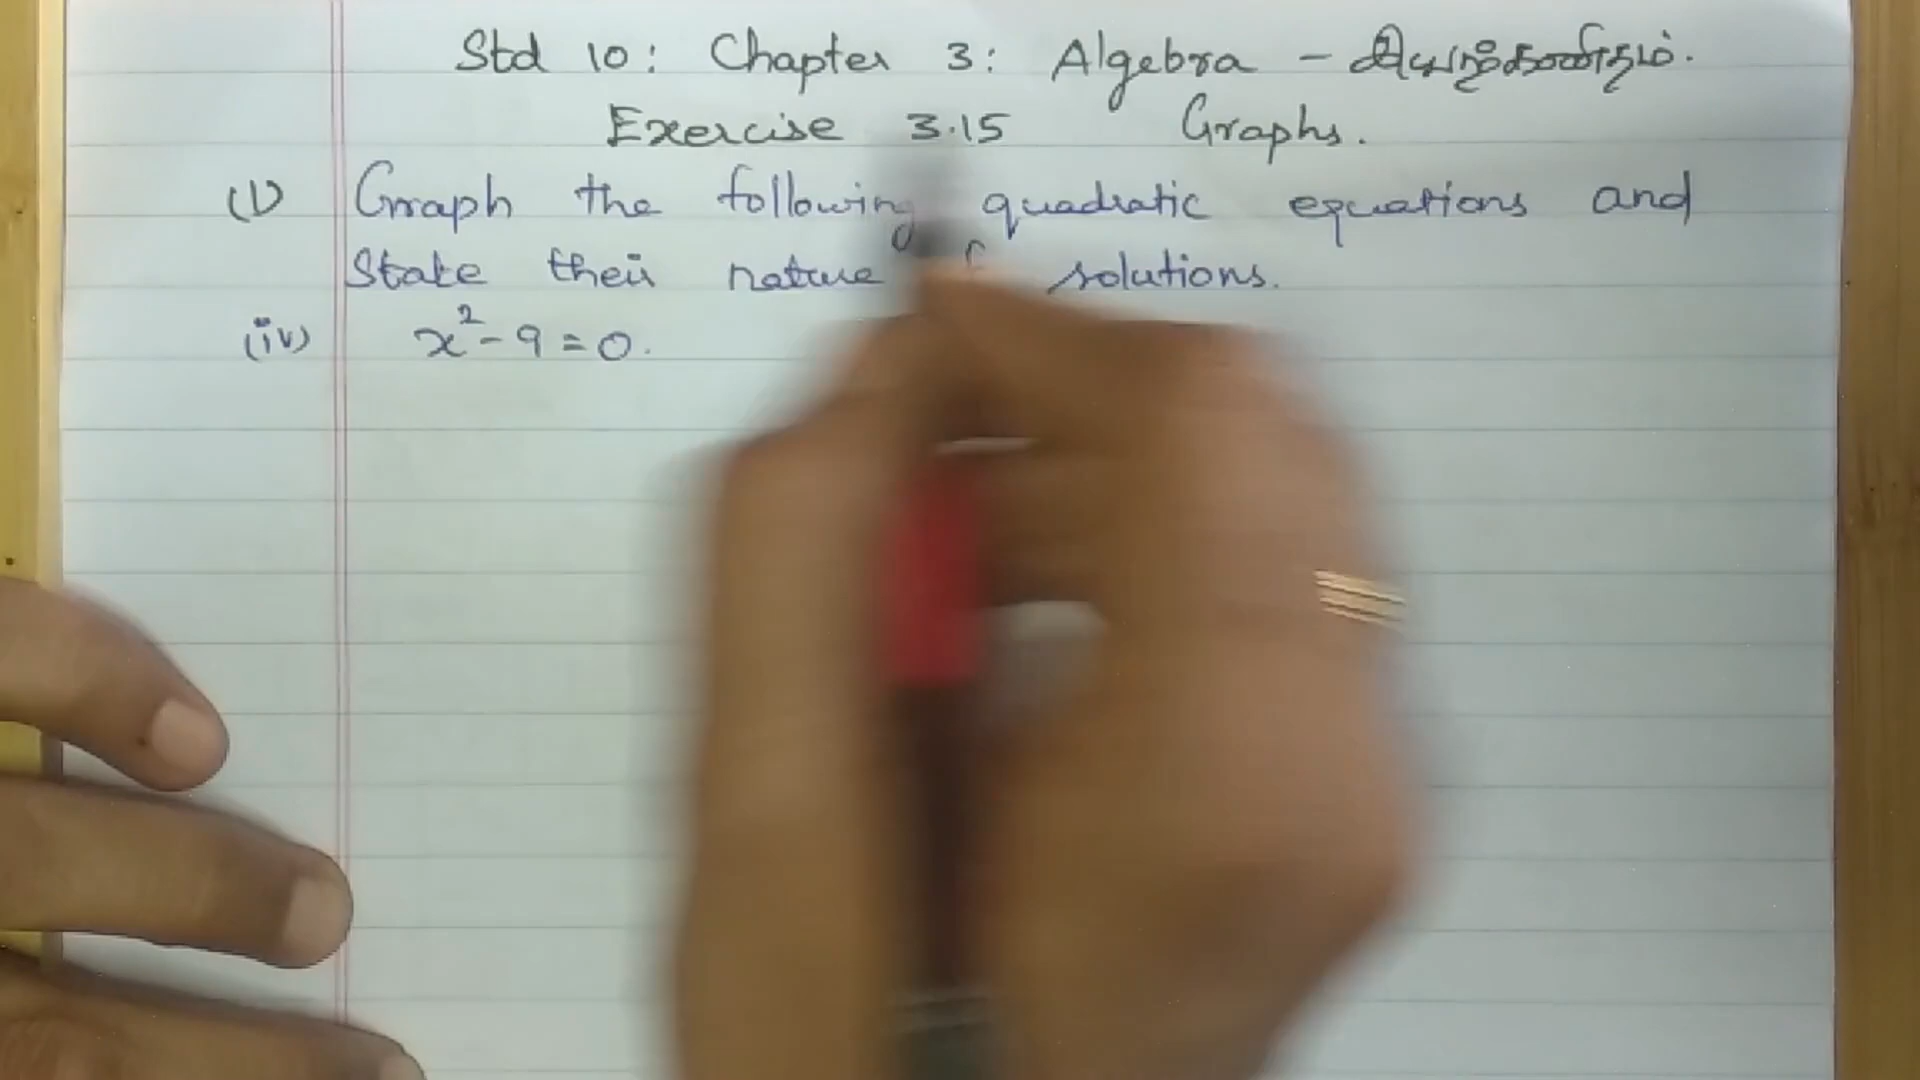 Std 10: Chapter 3: Algebra - இயற்கணிதம்.
Exercise 3.15 Graphs.
(1) Graph the following quadratic equations and
State their nature solutions.
(iv) x² - 9 = 0.